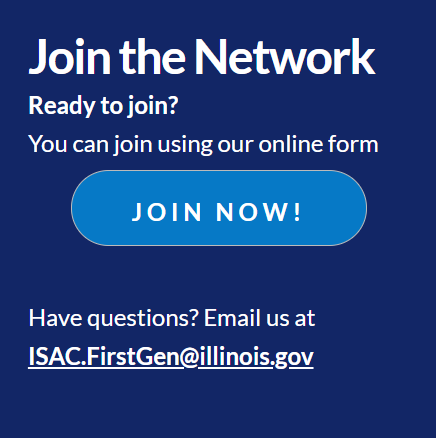 Join the Network
Ready to join?
You can join using our online form
JOIN NOW!
Have questions? Email us at
ISAC.FirstGen@illinois.gov